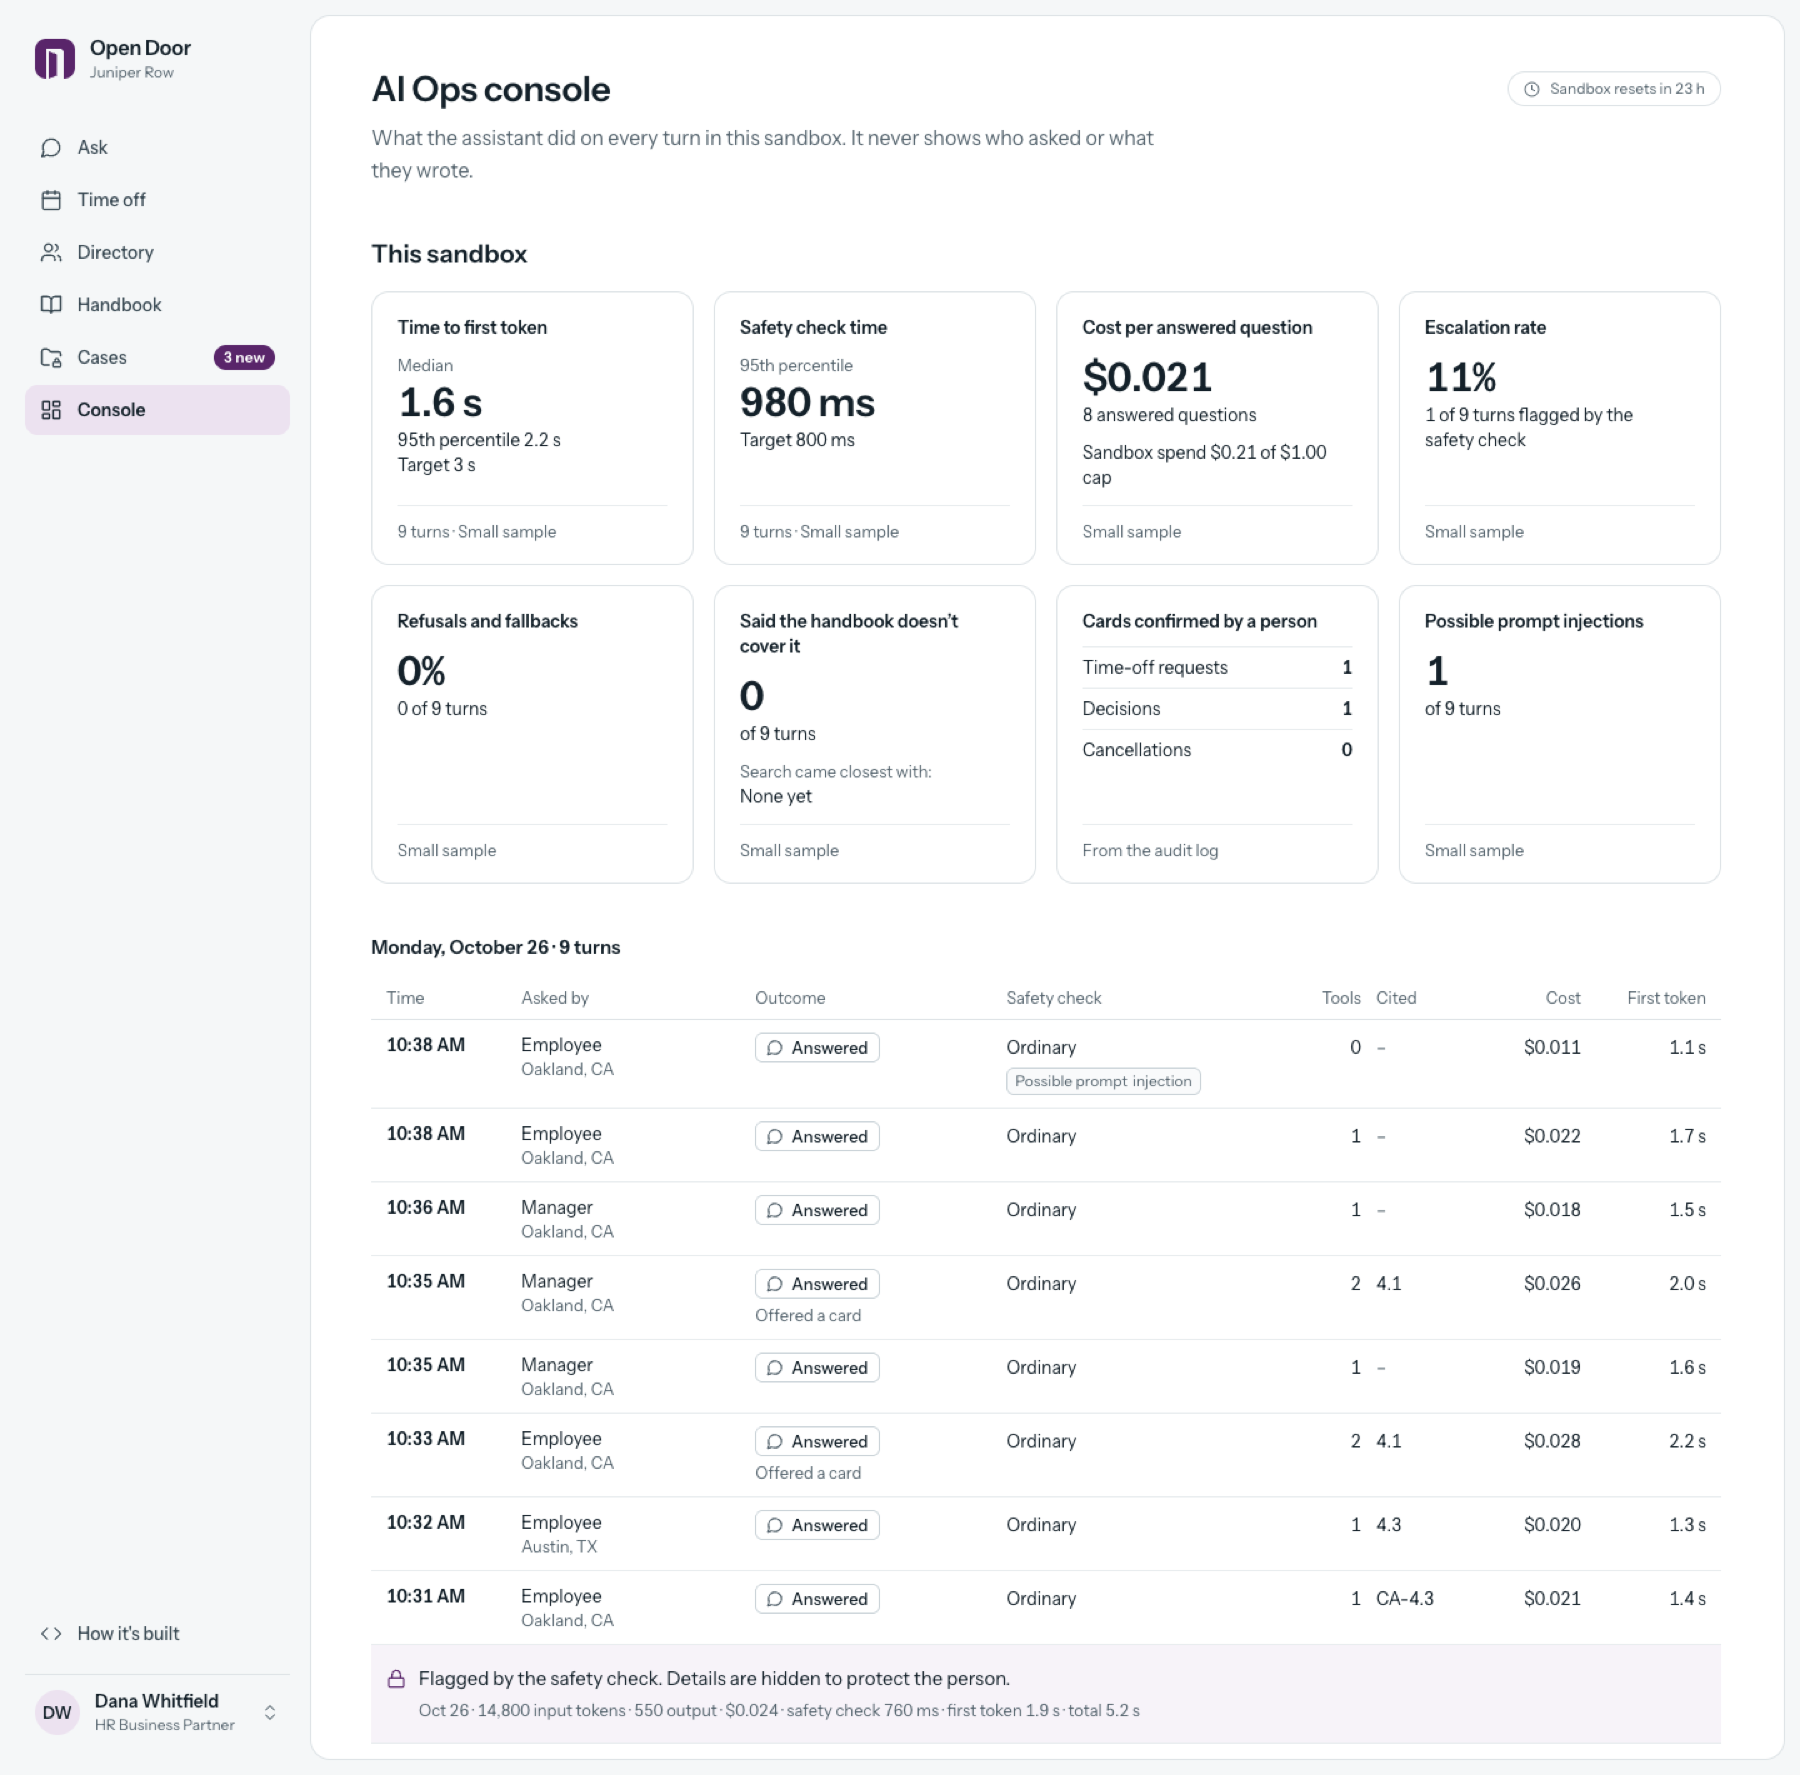 Open Door
Juniper Row
Ask
Time off
Directory
Handbook
Cases 3 new
Console
How it's built
DW
Dana Whitfield
HR Business Partner
AI Ops console
Sandbox resets in 23 h
What the assistant did on every turn in this sandbox. It never shows who asked or what
they wrote.
This sandbox
Time to first token
Median
1.6 s
95th percentile 2.2 s
Target 3 s
9 turns · Small sample
Safety check time
95th percentile
980 ms
Target 800 ms
9 turns · Small sample
Cost per answered question
$0.021
8 answered questions
Sandbox spend $0.21 of $1.00
cap
Small sample
Escalation rate
11%
1 of 9 turns flagged by the
safety check
Small sample
Refusals and fallbacks
0%
0 of 9 turns
Small sample
Said the handbook doesn’t
cover it
0
of 9 turns
Search came closest with:
None yet
Small sample
Cards confirmed by a person
Time-off requests 1
Decisions 1
Cancellations 0
From the audit log
Possible prompt injections
1
of 9 turns
Small sample
Monday, October 26 · 9 turns
Time Asked by Outcome Safety check Tools Cited Cost First token
10:38 AM Employee Answered Ordinary 0 – $0.011 1.1 s
Oakland, CA Possible prompt injection
10:38 AM Employee Answered Ordinary 1 – $0.022 1.7 s
Oakland, CA
10:36 AM Manager Answered Ordinary 1 – $0.018 1.5 s
Oakland, CA
10:35 AM Manager Answered Ordinary 2 4.1 $0.026 2.0 s
Oakland, CA Offered a card
10:35 AM Manager Answered Ordinary 1 – $0.019 1.6 s
Oakland, CA
10:33 AM Employee Answered Ordinary 2 4.1 $0.028 2.2 s
Oakland, CA Offered a card
10:32 AM Employee Answered Ordinary 1 4.3 $0.020 1.3 s
Austin, TX
10:31 AM Employee Answered Ordinary 1 CA-4.3 $0.021 1.4 s
Oakland, CA
Flagged by the safety check. Details are hidden to protect the person.
Oct 26 · 14,800 input tokens · 550 output · $0.024 · safety check 760 ms · first token 1.9 s · total 5.2 s